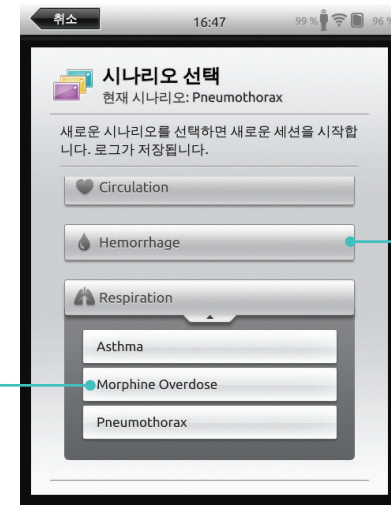 취소
16:47
99 %
96 %
시나리오 선택
현재 시나리오: Pneumothorax
새로운 시나리오를 선택하면 새로운 세션을 시작합
니다. 로그가 저장됩니다.
Circulation
Hemorrhage
Respiration
Asthma
Morphine Overdose
Pneumothorax